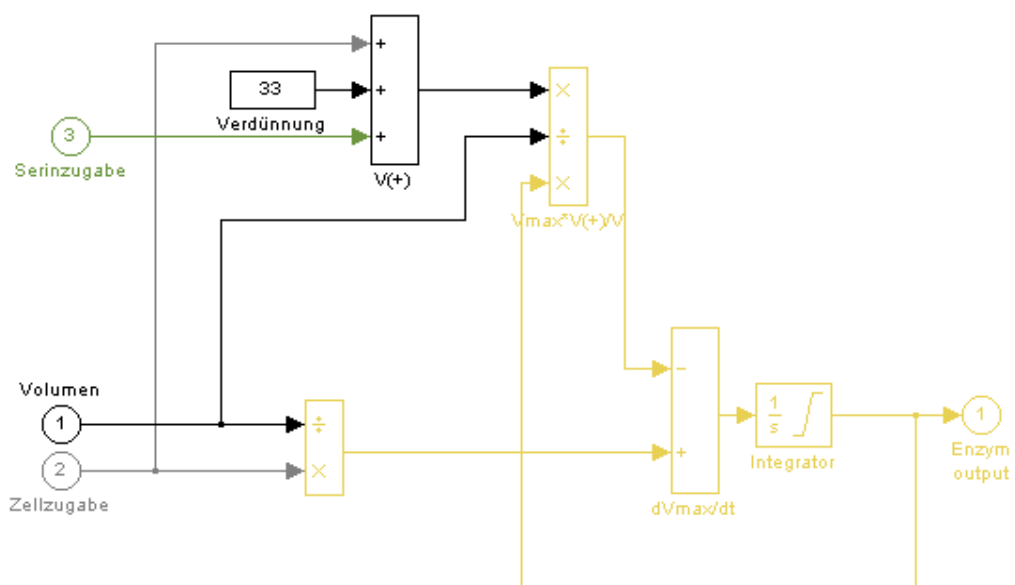 +
33
+
×
Verdünnung
3
+
÷
Serinzugabe
V(+)
×
Vmax*V(+)/V
Volumen
−
1
÷
1
s
1
2
×
+
Integrator
Enzym
output
Zellzugabe
dVmax/dt